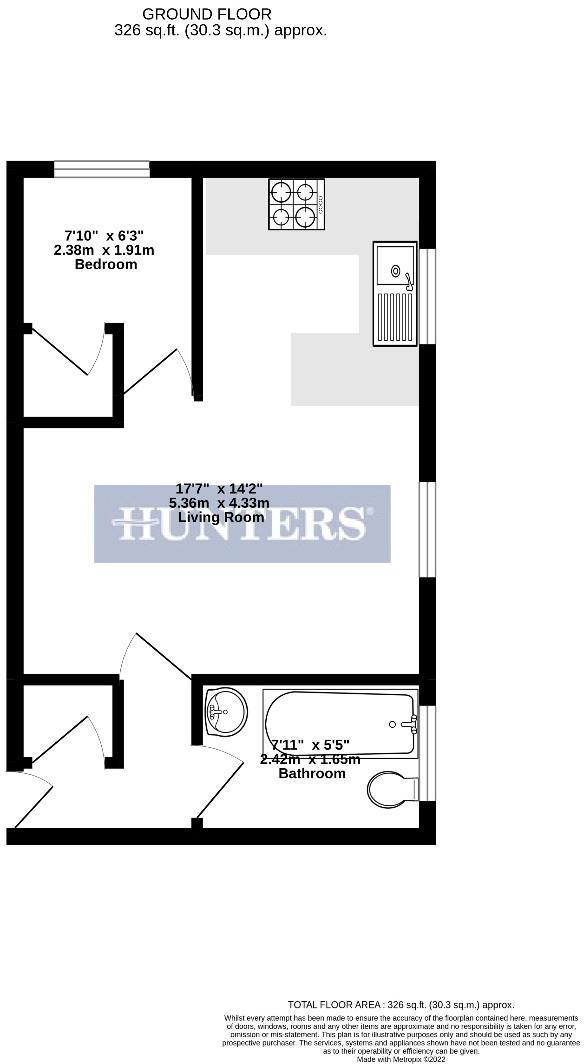 GROUND FLOOR
326 sq.ft. (30.3 sq.m.) approx.
7'10" x 6'3"
2.38m x 1.91m
Bedroom
17'7" x 14'2"
5.36m x 4.33m
Living Room
HUNTERS®
7'11" x 5'5"
2.42m x 1.65m
Bathroom
TOTAL FLOOR AREA : 326 sq.ft. (30.3 sq.m.) approx.
Whilst every attempt has been made to ensure the accuracy of the floorplan contained here, measurements
of doors, windows, rooms and any other items are approximate and no responsibility is taken for any error,
omission or mis-statement. This plan is for illustrative purposes only and should be used as such by any
prospective purchaser. The services, systems and appliances shown have not been tested and no guarantee
as to their operability or efficiency can be given.
Made with Metropix ©2022